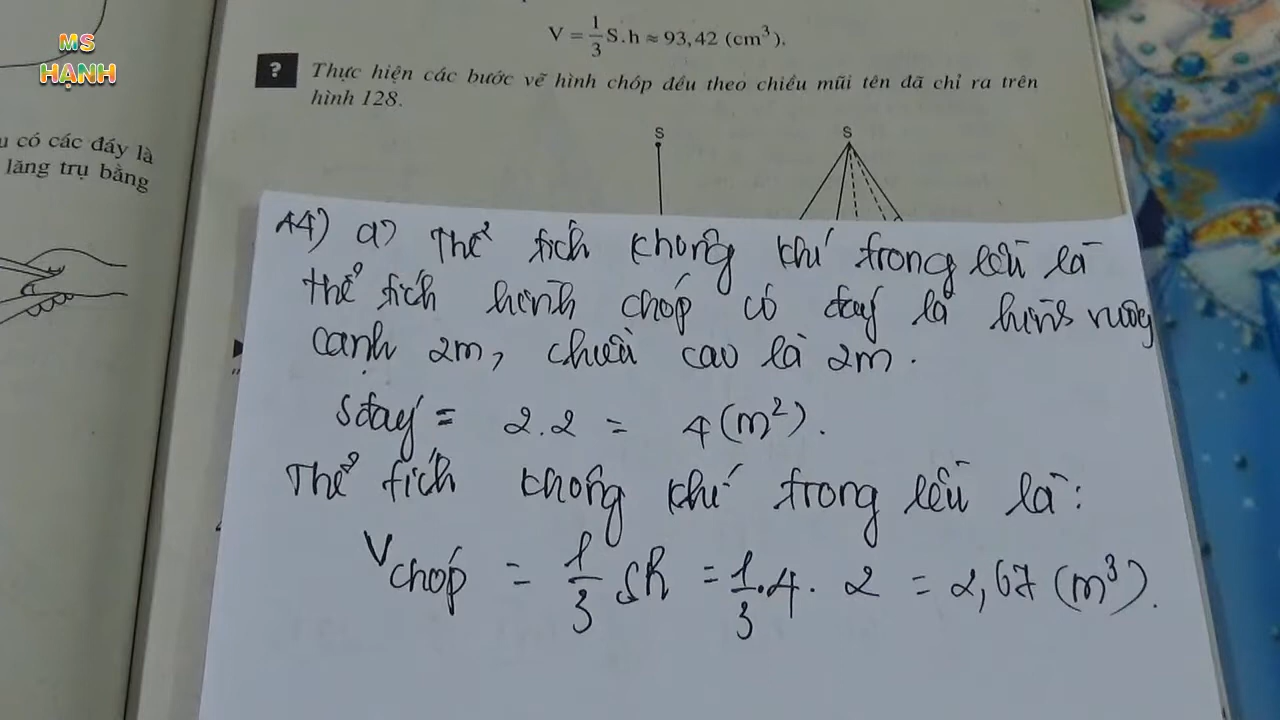 MS
HẠNH
V = 1/3 S.h ≈ 93,42 (cm³).
? Thực hiện các bước vẽ hình chóp đều theo chiều mũi tên đã chỉ ra trên
hình 128.
có các đáy là
lăng trụ bằng
S S
44) a) Thể tích không khí trong lều là
thể tích hình chóp có đáy là hình vuông
cạnh 2m, chiều cao là 2m.
Sđáy = 2.2 = 4 (m²).
Thể tích không khí trong lều là:
Vchóp = 1/3 Sh = 1/3 . 4 . 2 = 2,67 (m³).